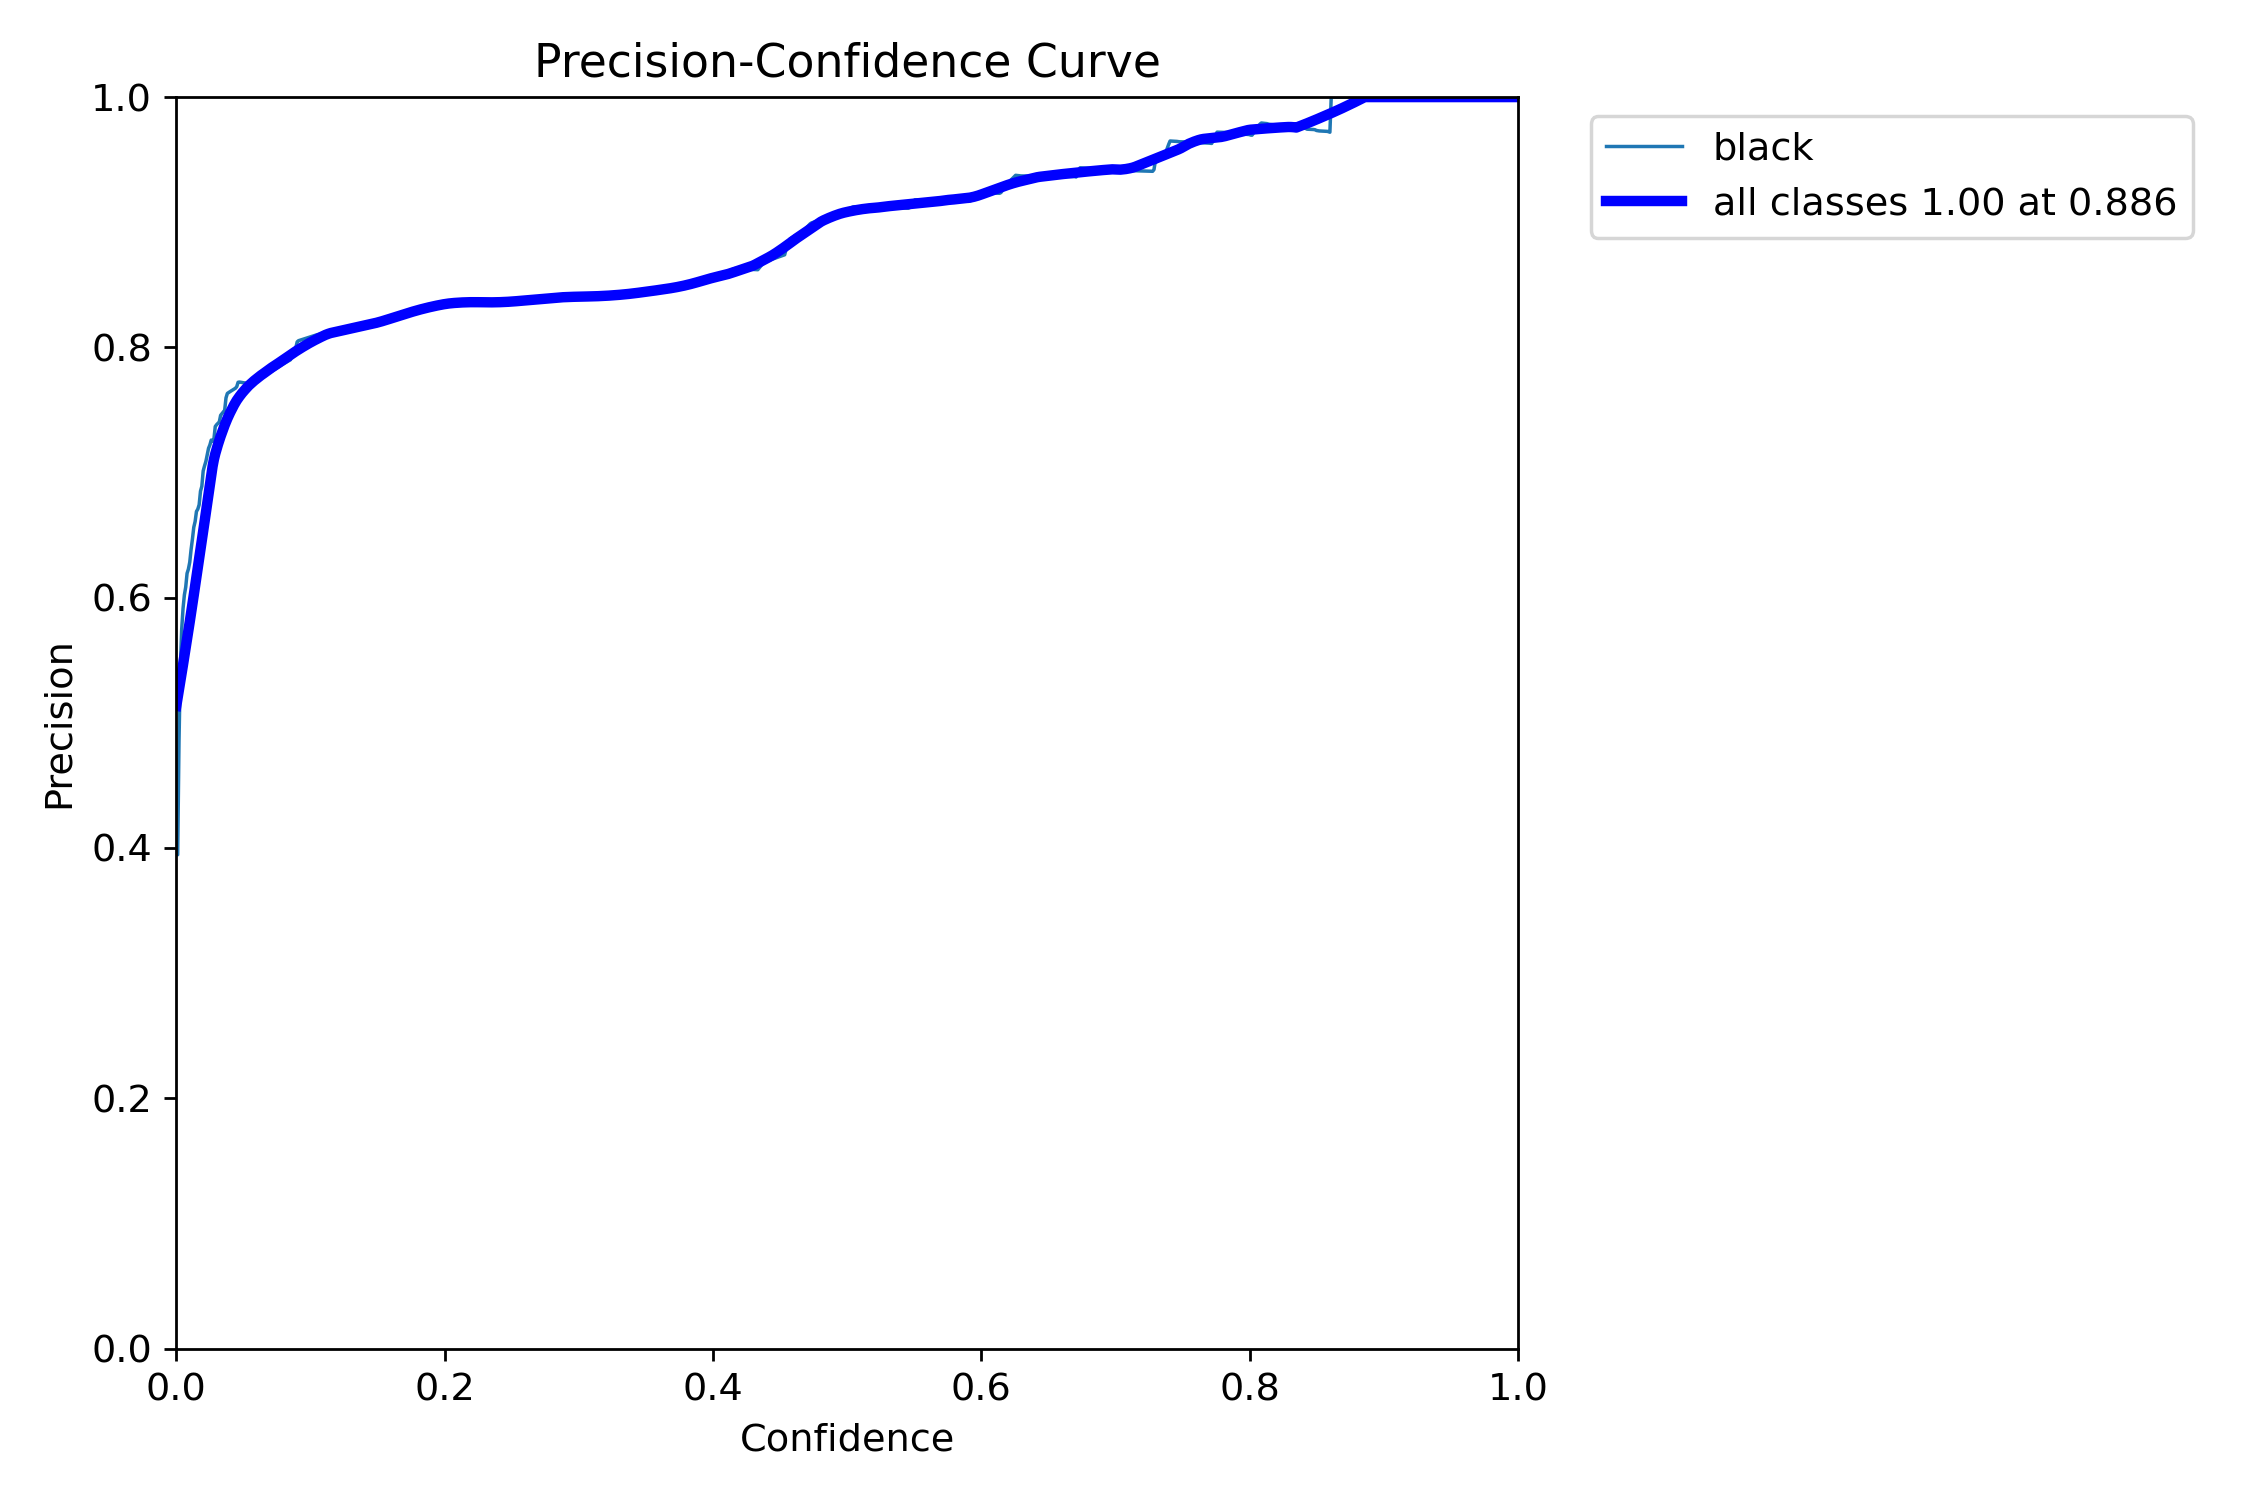 Precision-Confidence Curve
1.0
0.8
0.6
0.4
0.2
0.0
Precision
0.0 0.2 0.4 0.6 0.8 1.0
Confidence
black
all classes 1.00 at 0.886